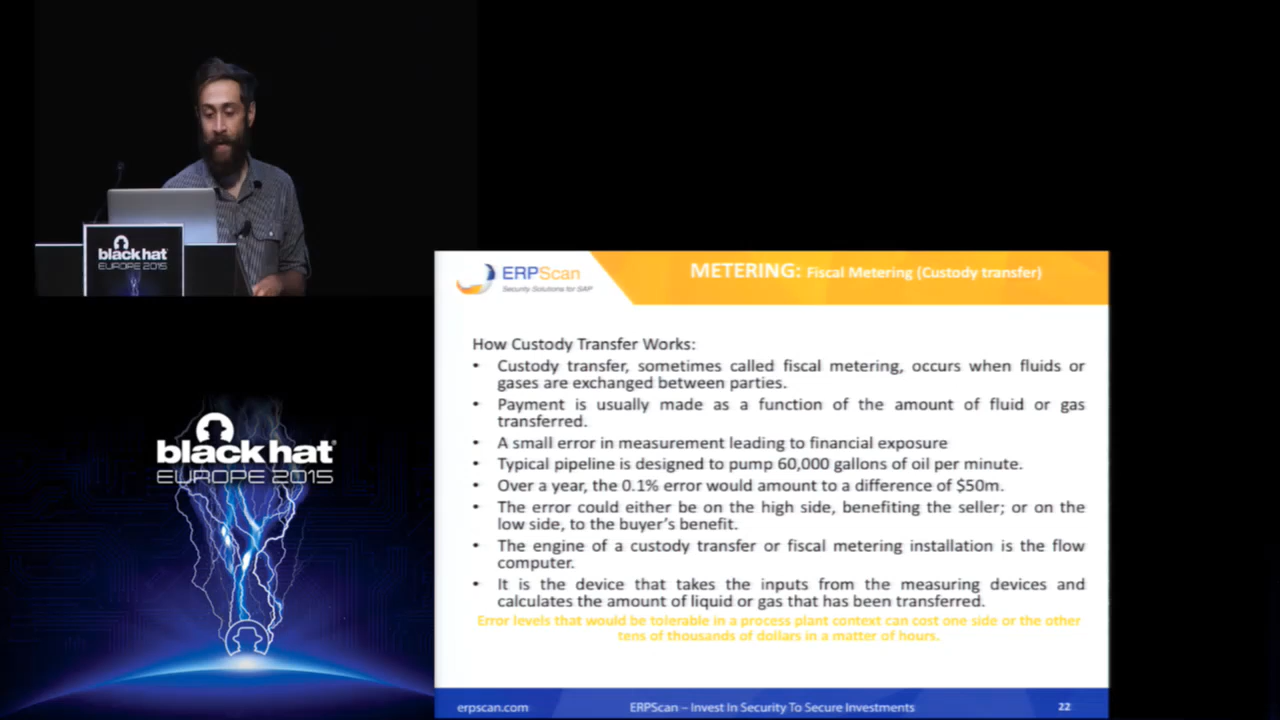 black hat
EUROPE 2015
black hat
EUROPE 2015
ERPScan
Security Solutions for SAP
METERING: Fiscal Metering (Custody transfer)
How Custody Transfer Works:
• Custody transfer, sometimes called fiscal metering, occurs when fluids or
gases are exchanged between parties.
• Payment is usually made as a function of the amount of fluid or gas
transferred.
• A small error in measurement leading to financial exposure
• Typical pipeline is designed to pump 60,000 gallons of oil per minute.
• Over a year, the 0.1% error would amount to a difference of $50m.
• The error could either be on the high side, benefiting the seller; or on the
low side, to the buyer's benefit.
• The engine of a custody transfer or fiscal metering installation is the flow
computer.
• It is the device that takes the inputs from the measuring devices and
calculates the amount of liquid or gas that has been transferred.
Error levels that would be tolerable in a process plant context can cost one side or the other
tens of thousands of dollars in a matter of hours.
erpscan.com
ERPScan – Invest In Security To Secure Investments
22